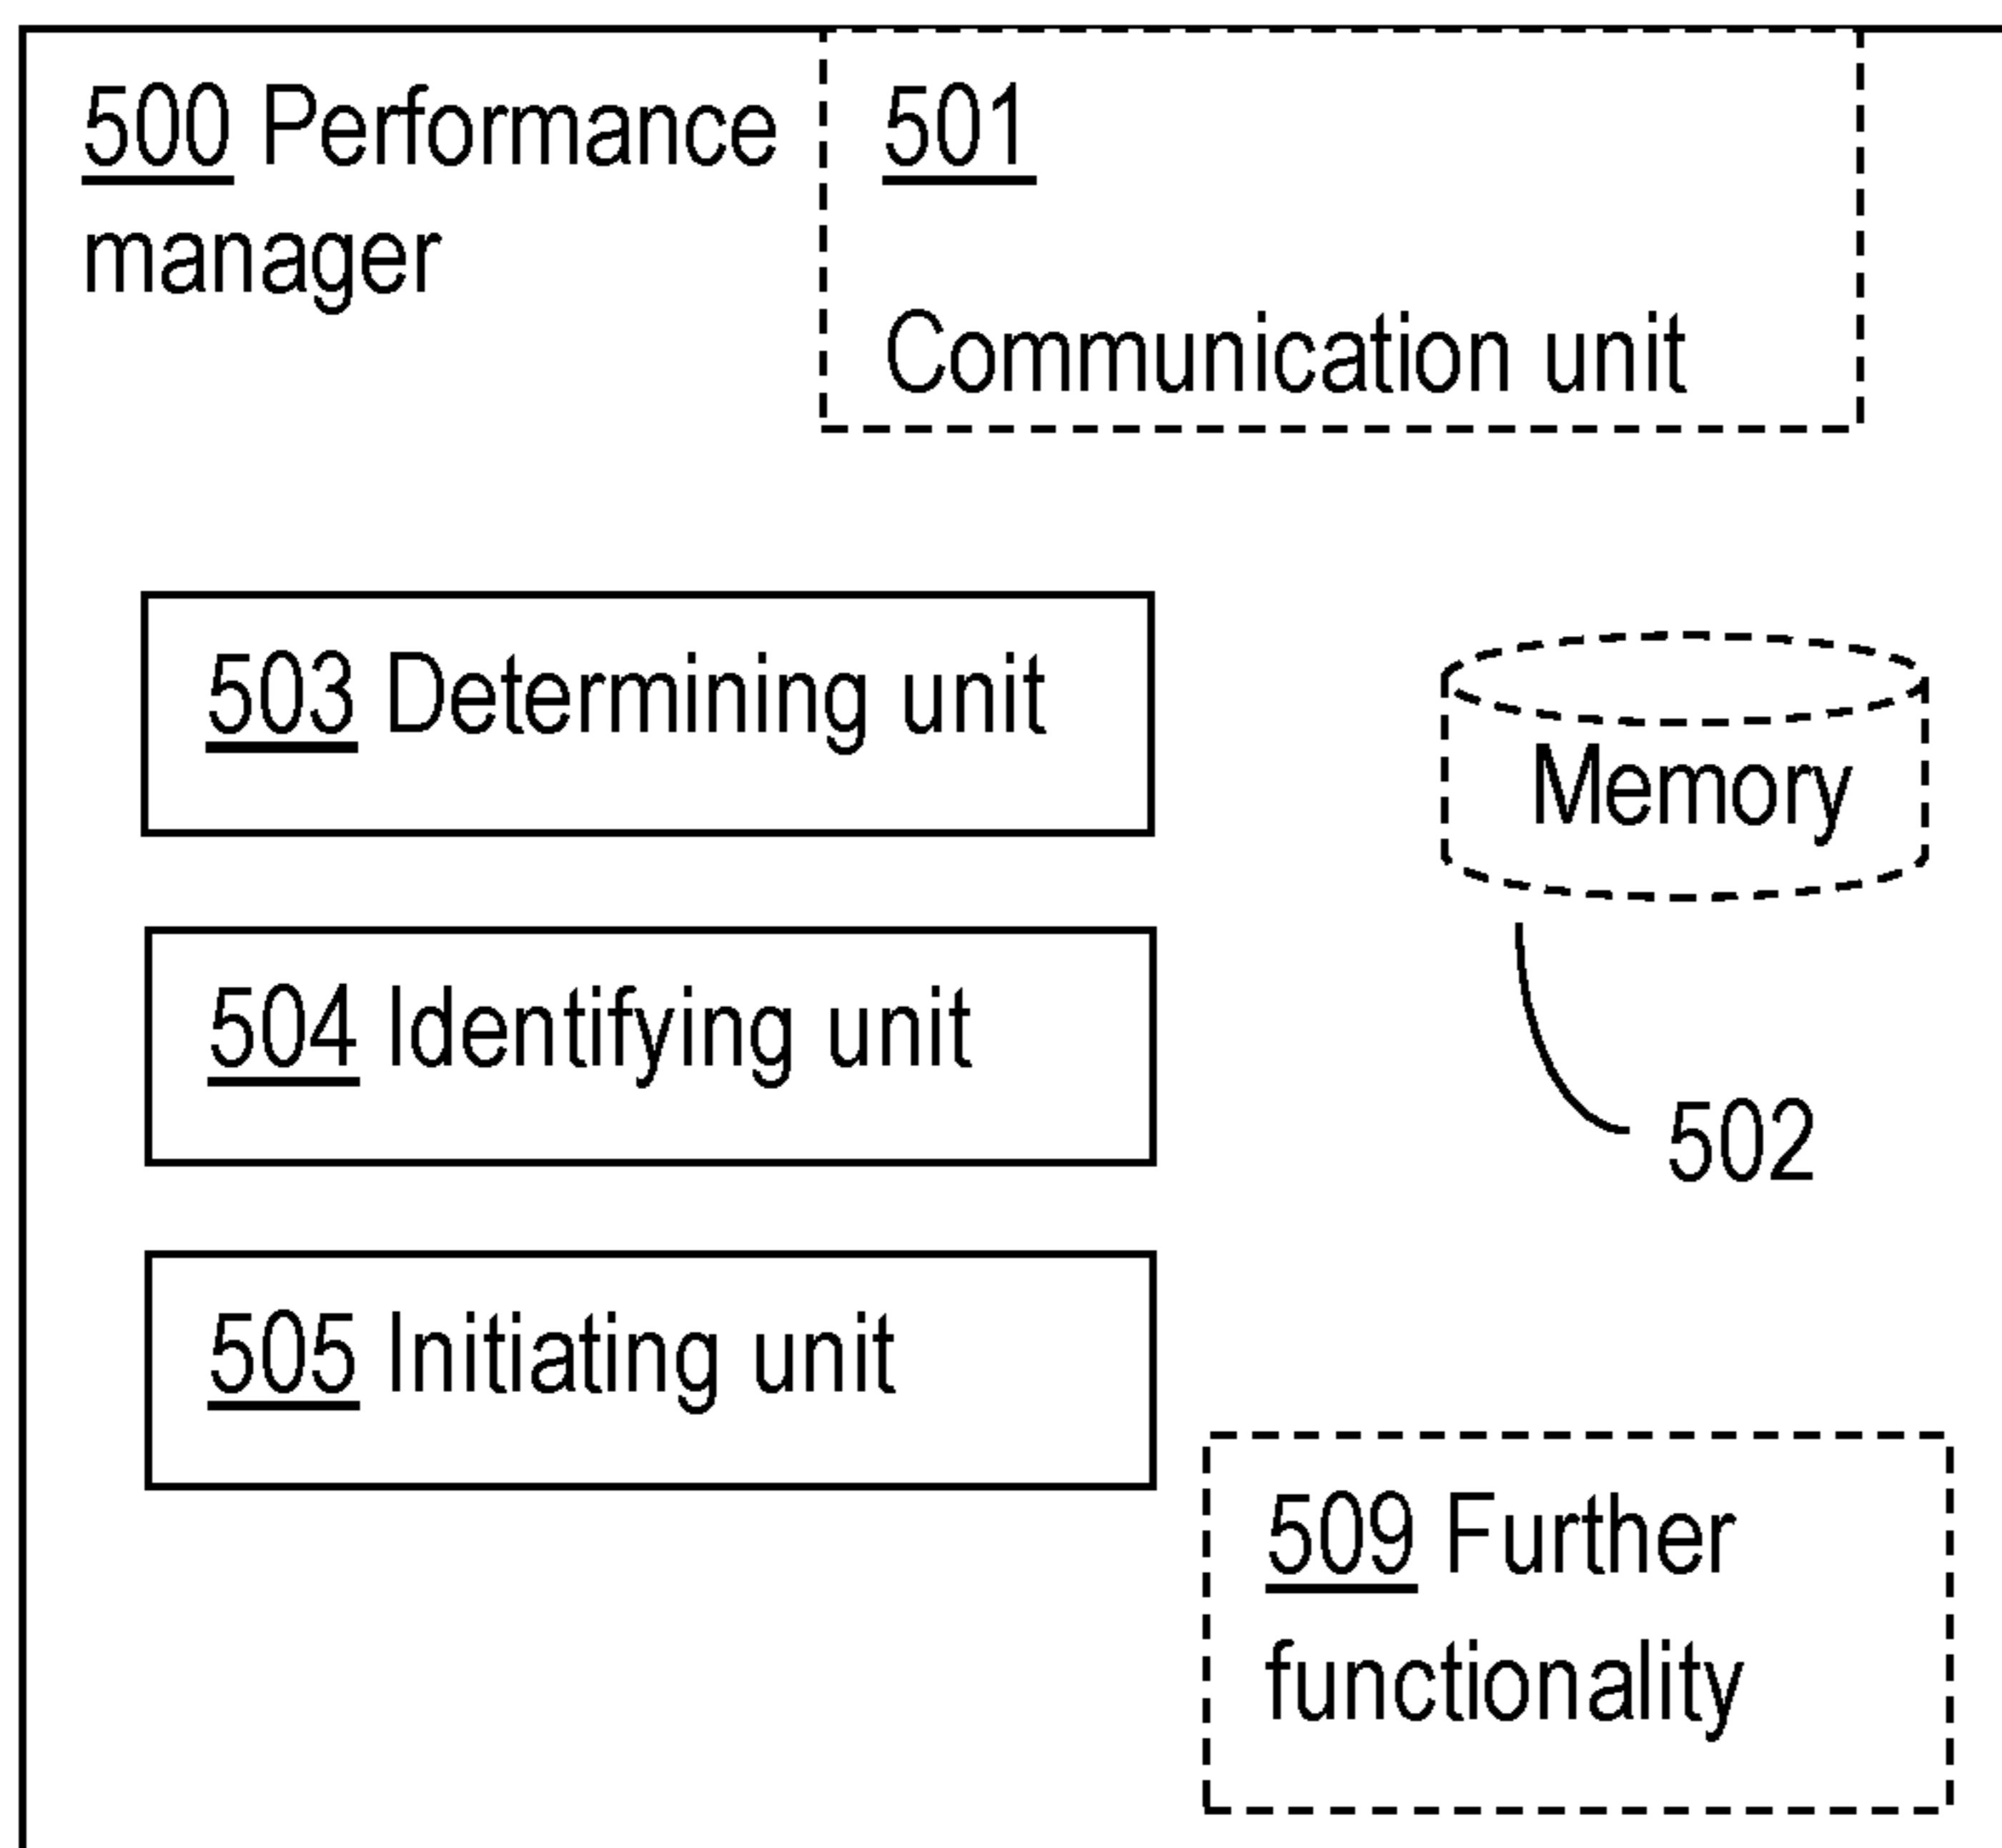 500 Performance
manager
501
Communication unit
503 Determining unit
Memory
504 Identifying unit
502
505 Initiating unit
509 Further
functionality